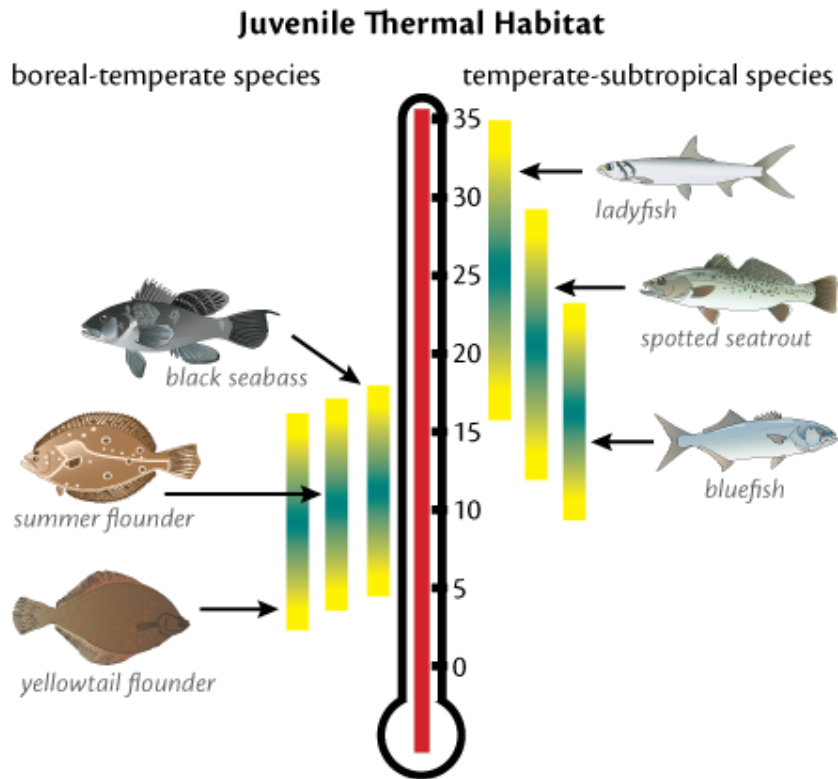 Juvenile Thermal Habitat
boreal-temperate species
temperate-subtropical species
35
30
25
20
15
10
5
0
black seabass
summer flounder
yellowtail flounder
ladyfish
spotted seatrout
bluefish